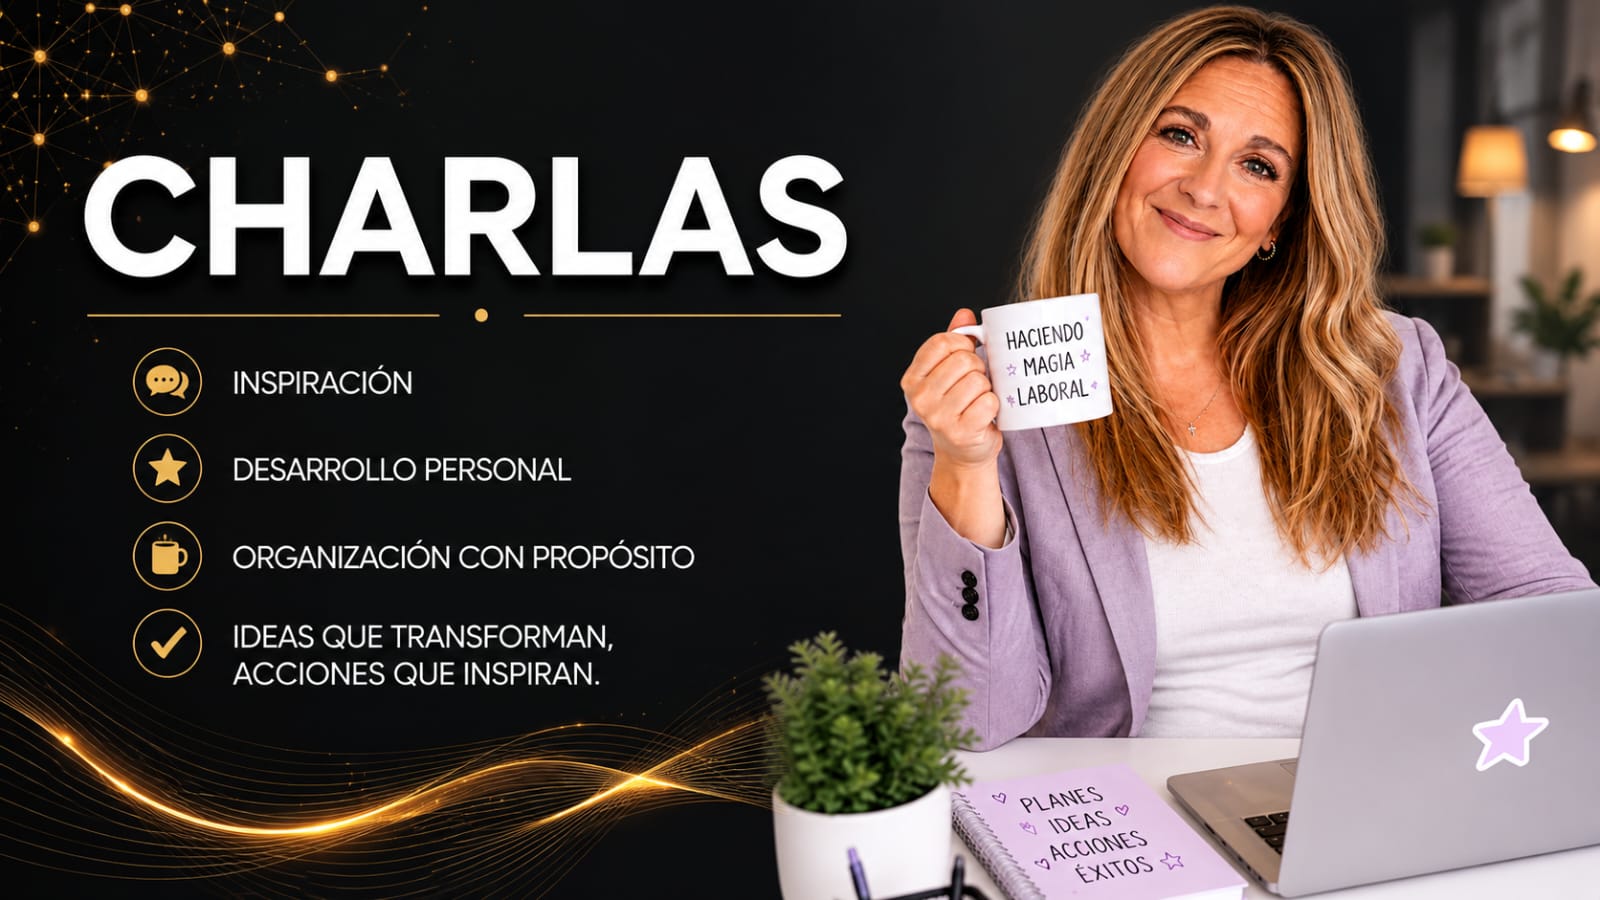 CHARLAS
INSPIRACIÓN
DESARROLLO PERSONAL
ORGANIZACIÓN CON PROPÓSITO
IDEAS QUE TRANSFORMAN,
ACCIONES QUE INSPIRAN.
HACIENDO
MAGIA
LABORAL
PLANES
IDEAS
ACCIONES
ÉXITOS